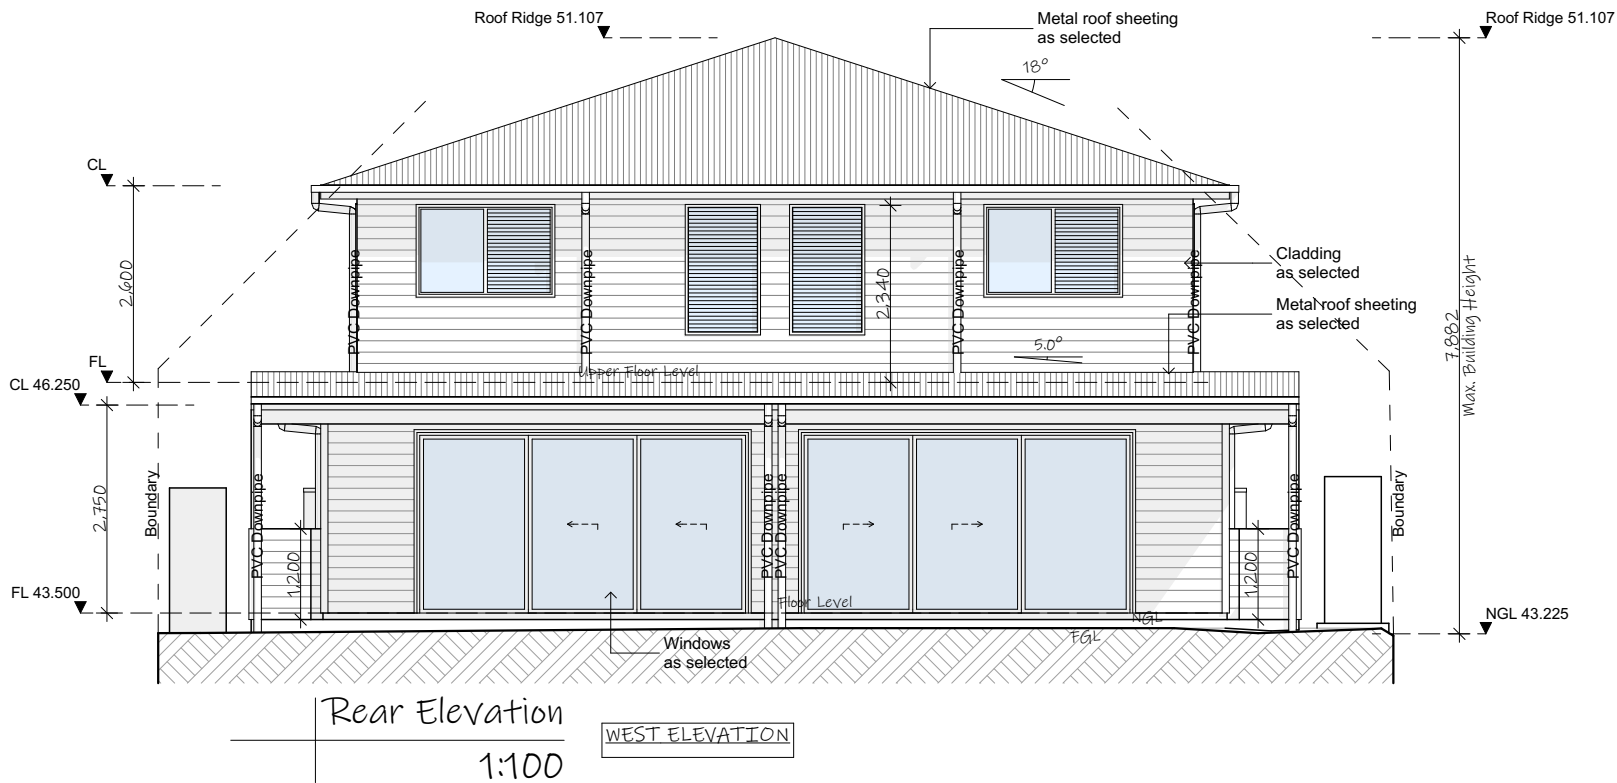 Roof Ridge 51.107
Metal roof sheeting
as selected
Roof Ridge 51.107
18°
CL
2,600
PVC Downpipe
PVC Downpipe
2,340
PVC Downpipe
PVC Downpipe
Cladding
as selected
Metal roof sheeting
as selected
7,882
Max. Building Height
5.0°
FL
Upper Floor Level
CL 46.250
2,750
Boundary
PVC Downpipe
1,200
PVC Downpipe
PVC Downpipe
1,200
PVC Downpipe
Boundary
FL 43.500
Floor Level
NGL
FGL
NGL 43.225
Windows
as selected
Rear Elevation
1:100
WEST ELEVATION